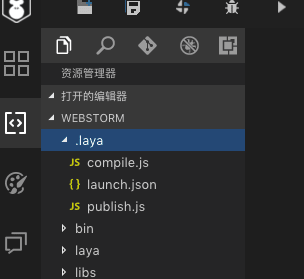 资源管理器
打开的编辑器
WEBSTORM
.laya
JS compile.js
{ } launch.json
JS publish.js
bin
laya
libs